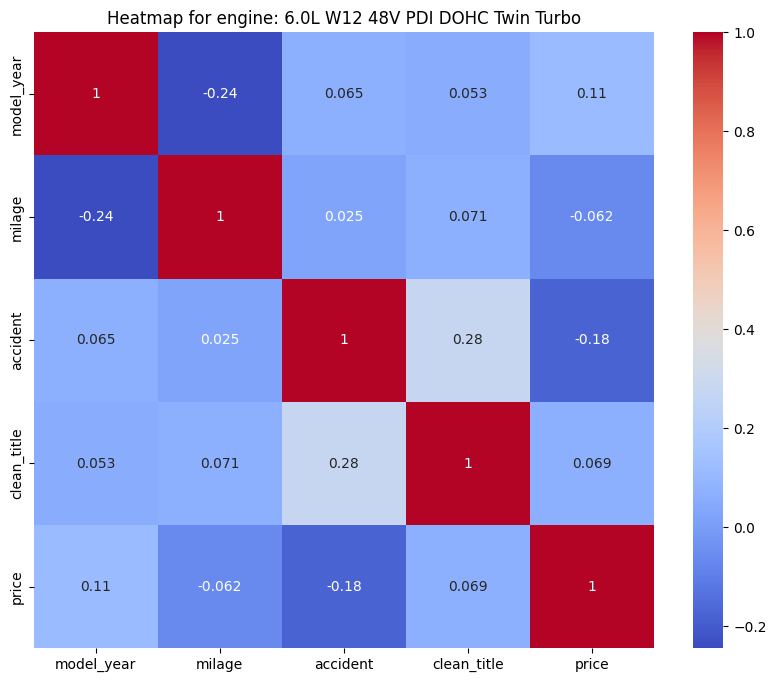 Heatmap for engine: 6.0L W12 48V PDI DOHC Twin Turbo
model_year
1
-0.24
0.065
0.053
0.11
milage
-0.24
1
0.025
0.071
-0.062
accident
0.065
0.025
1
0.28
-0.18
clean_title
0.053
0.071
0.28
1
0.069
price
0.11
-0.062
-0.18
0.069
1
model_year
milage
accident
clean_title
price
1.0
0.8
0.6
0.4
0.2
0.0
−0.2